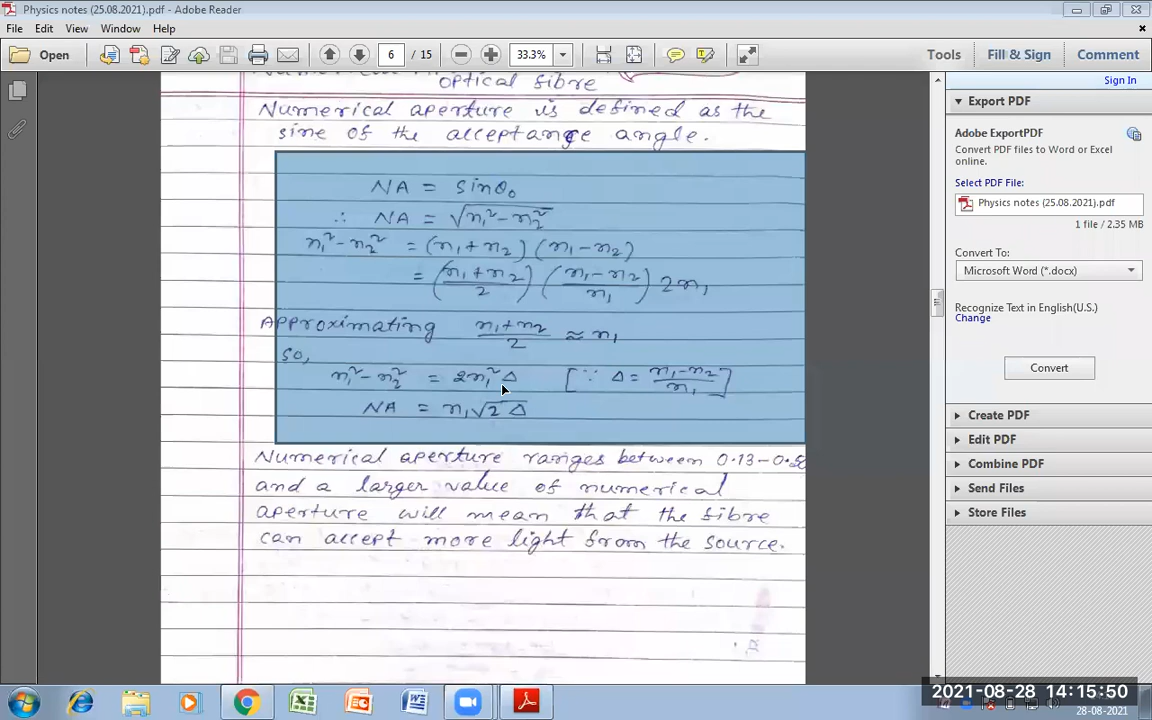 Physics notes (25.08.2021).pdf - Adobe Reader
File Edit View Window Help
Open 6 / 15 33.3% Tools Fill & Sign Comment
optical fibre
Numerical aperture is defined as the
sine of the acceptance angle.
NA = sinθ₀
∴ NA = √(n₁² - n₂²)
n₁² - n₂² = (n₁ + n₂) (n₁ - n₂)
= ((n₁ + n₂)/2) ((n₁ - n₂)/n₁) 2n₁
Approximating (n₁ + n₂)/2 ≈ n₁
so,
n₁² - n₂² = 2n₁² Δ [∵ Δ = (n₁ - n₂)/n₁]
NA = n₁√2 Δ
Numerical aperture ranges between 0.13 - 0.50
and a larger value of numerical
aperture will mean that the fibre
can accept more light from the source.
Sign In
Export PDF
Adobe ExportPDF
Convert PDF files to Word or Excel
online.
Select PDF File:
Physics notes (25.08.2021).pdf
1 file / 2.35 MB
Convert To:
Microsoft Word (*.docx)
Recognize Text in English(U.S.)
Change
Convert
Create PDF
Edit PDF
Combine PDF
Send Files
Store Files
2021-08-28 14:15:50
28-08-2021